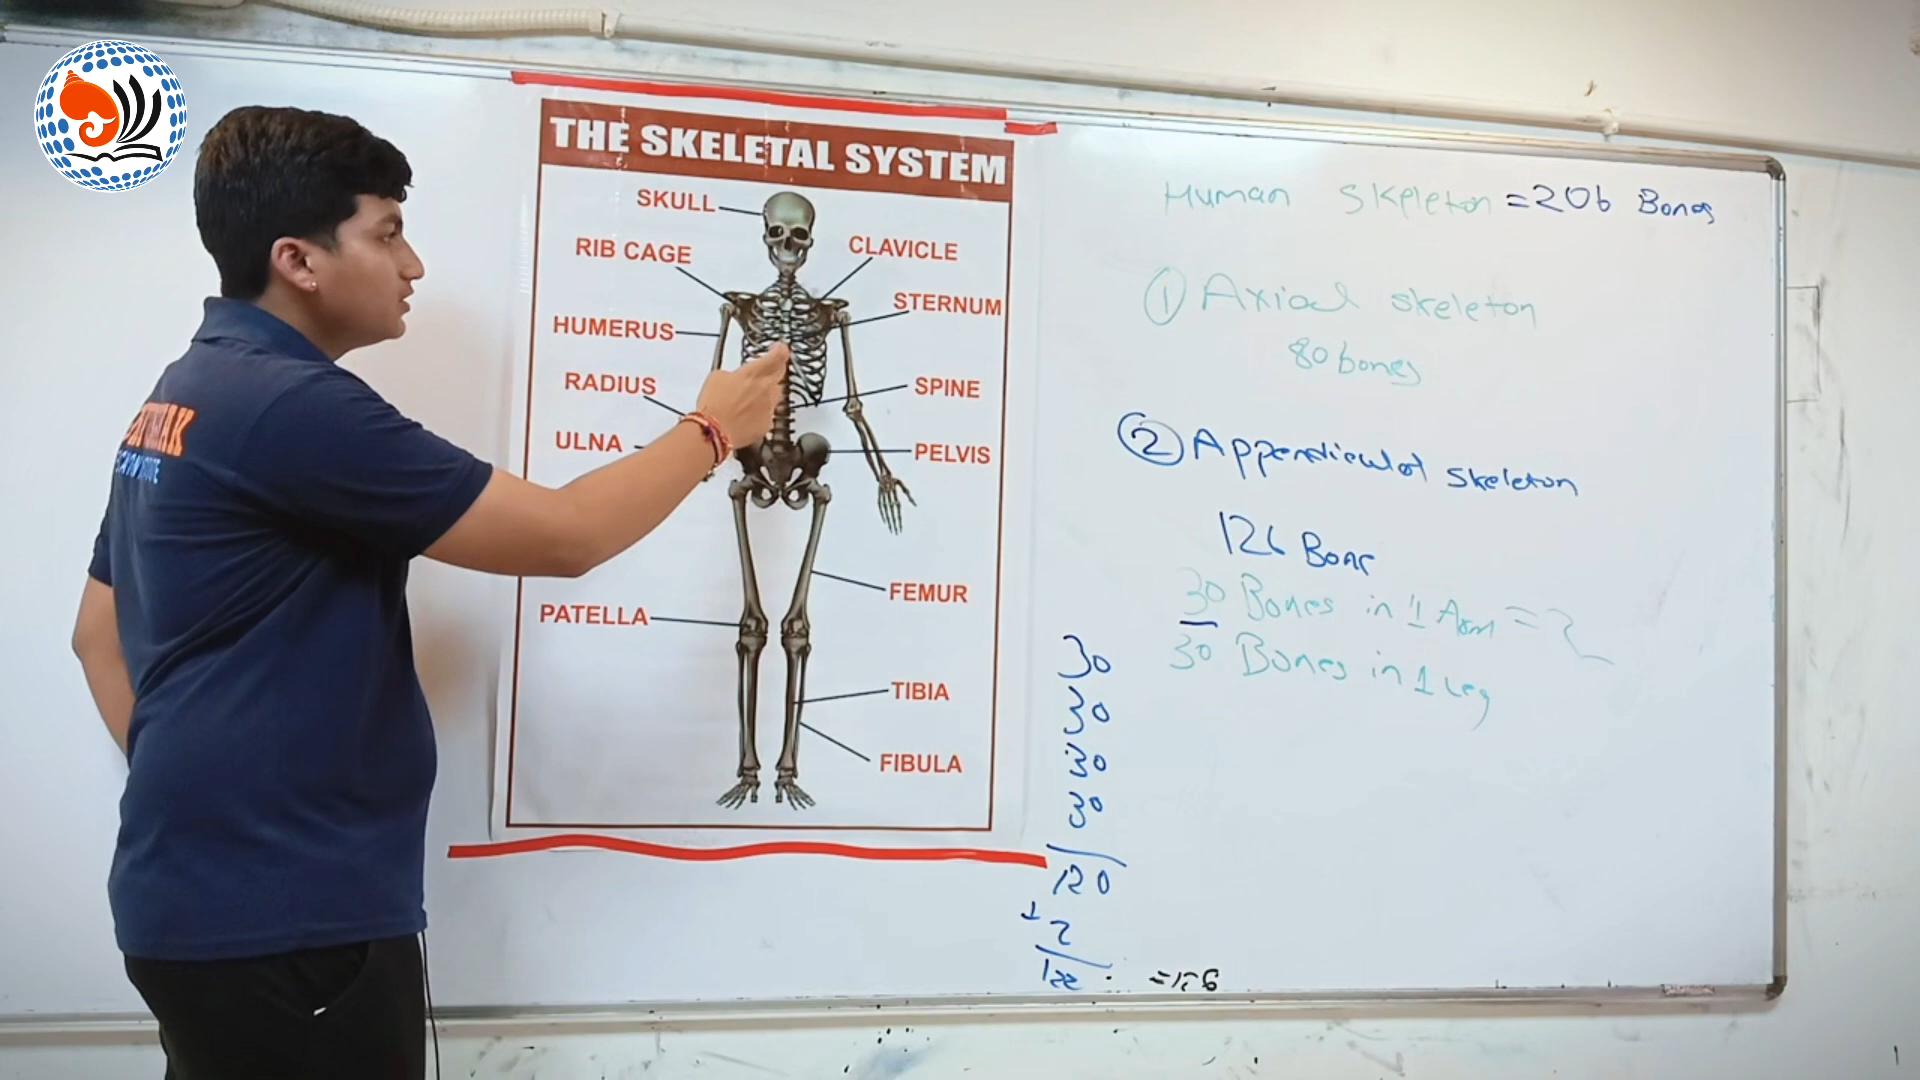 THE SKELETAL SYSTEM
SKULL
RIB CAGE
CLAVICLE
STERNUM
HUMERUS
RADIUS
SPINE
ULNA
PELVIS
FEMUR
PATELLA
TIBIA
FIBULA
Human Skeleton = 206 Bones
1 Axial skeleton
80 bones
2 Appendicular skeleton
126 Bone
30 Bones in 1 Arm = 2
30 Bones in 1 Leg
30
30
30
30
120
+ 2
122